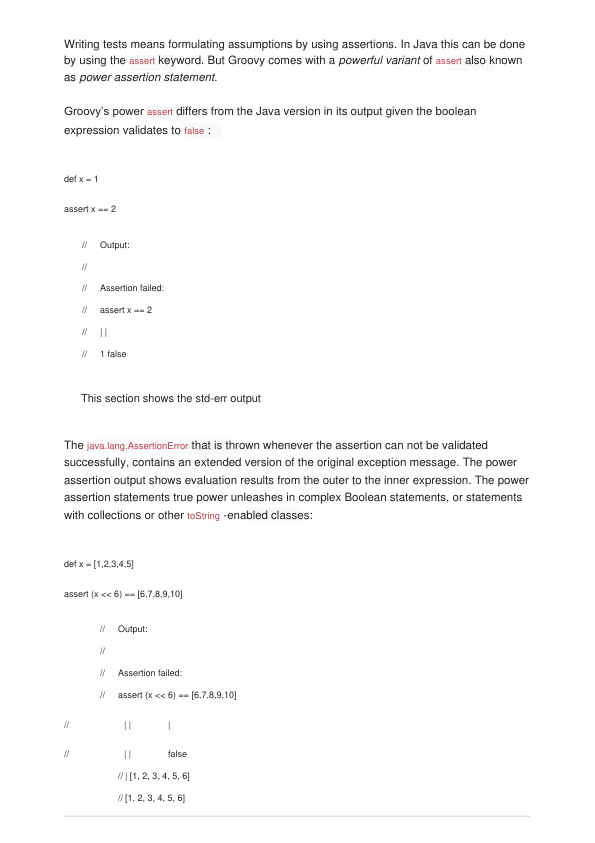 Writing tests means formulating assumptions by using assertions. In Java this can be done
by using the assert keyword. But Groovy comes with a powerful variant of assert also known
as power assertion statement.
Groovy's power assert differs from the Java version in its output given the boolean
expression validates to false :
def x = 1
assert x == 2
// Output:
//
// Assertion failed:
// assert x == 2
// | |
// 1 false
This section shows the std-err output
The java.lang.AssertionError that is thrown whenever the assertion can not be validated
successfully, contains an extended version of the original exception message. The power
assertion output shows evaluation results from the outer to the inner expression. The power
assertion statements true power unleashes in complex Boolean statements, or statements
with collections or other toString -enabled classes:
def x = [1,2,3,4,5]
assert (x << 6) == [6,7,8,9,10]
// Output:
//
// Assertion failed:
// assert (x << 6) == [6,7,8,9,10]
// | | |
// | | false
// | [1, 2, 3, 4, 5, 6]
// [1, 2, 3, 4, 5, 6]